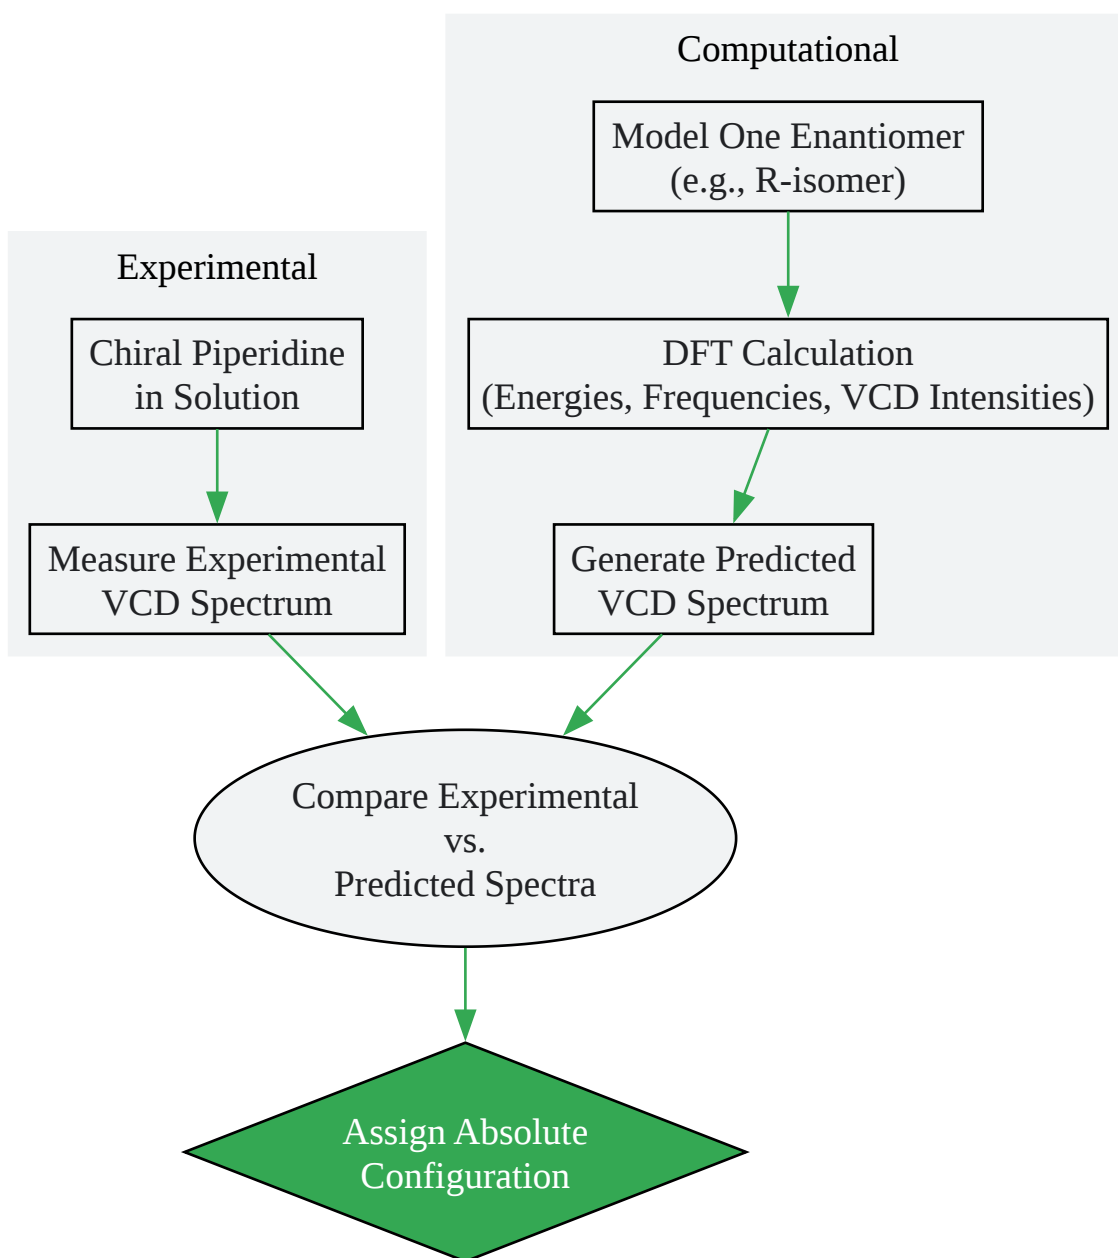 Computational
Model One Enantiomer
(e.g., R-isomer)
Experimental
Chiral Piperidine
in Solution
DFT Calculation
(Energies, Frequencies, VCD Intensities)
Measure Experimental
VCD Spectrum
Generate Predicted
VCD Spectrum
Compare Experimental
vs.
Predicted Spectra
Assign Absolute
Configuration